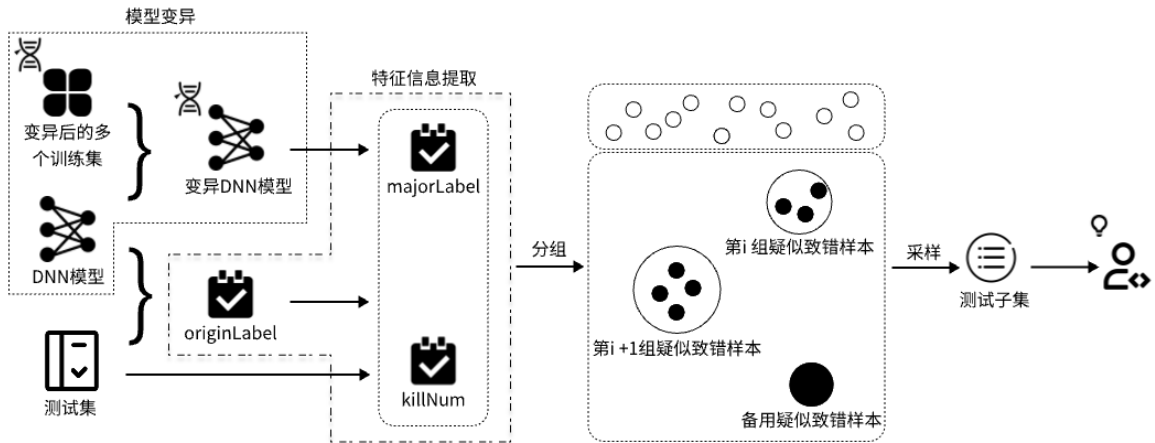 模型变异
变异后的多
个训练集
变异DNN模型
DNN模型
测试集
特征信息提取
majorLabel
originLabel
killNum
分组
第i 组疑似致错样本
第i +1组疑似致错样本
备用疑似致错样本
采样
测试子集